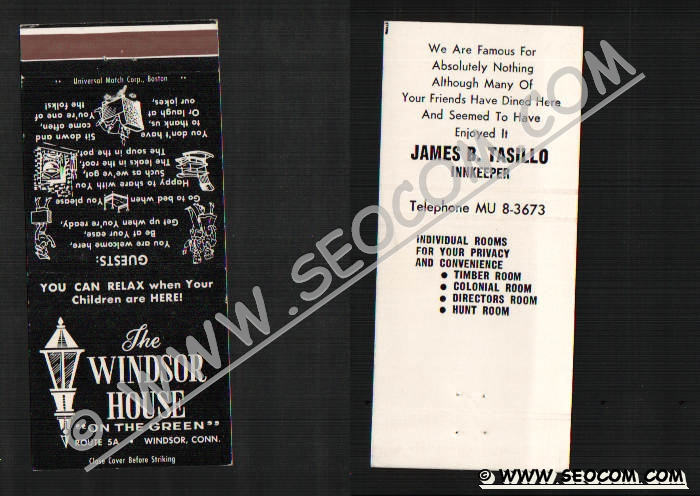 Universal Match Corp., Boston
GUESTS:
You are welcome here,
Be at Your ease,
Get up when You're ready,
Go to bed when You please,
Happy to share with You
Such as we've got,
The leaks in the roof,
The soup in the pot,
You don't have
to thank us,
Or laugh at
our jokes,
Sit down and
come often,
You're one of
the folks!
YOU CAN RELAX when Your
Children are HERE!
The
WINDSOR
HOUSE
"ON THE GREEN"
ROUTE 5A • WINDSOR, CONN.
Close Cover Before Striking
We Are Famous For
Absolutely Nothing
Although Many Of
Your Friends Have Dined Here
And Seemed To Have
Enjoyed It
JAMES B. TASILLO
INNKEEPER
Telephone MU 8-3673
INDIVIDUAL ROOMS
FOR YOUR PRIVACY
AND CONVENIENCE
• TIMBER ROOM
• COLONIAL ROOM
• DIRECTORS ROOM
• HUNT ROOM
© WWW.SEOCOM.COM
© WWW.SEOCOM.COM